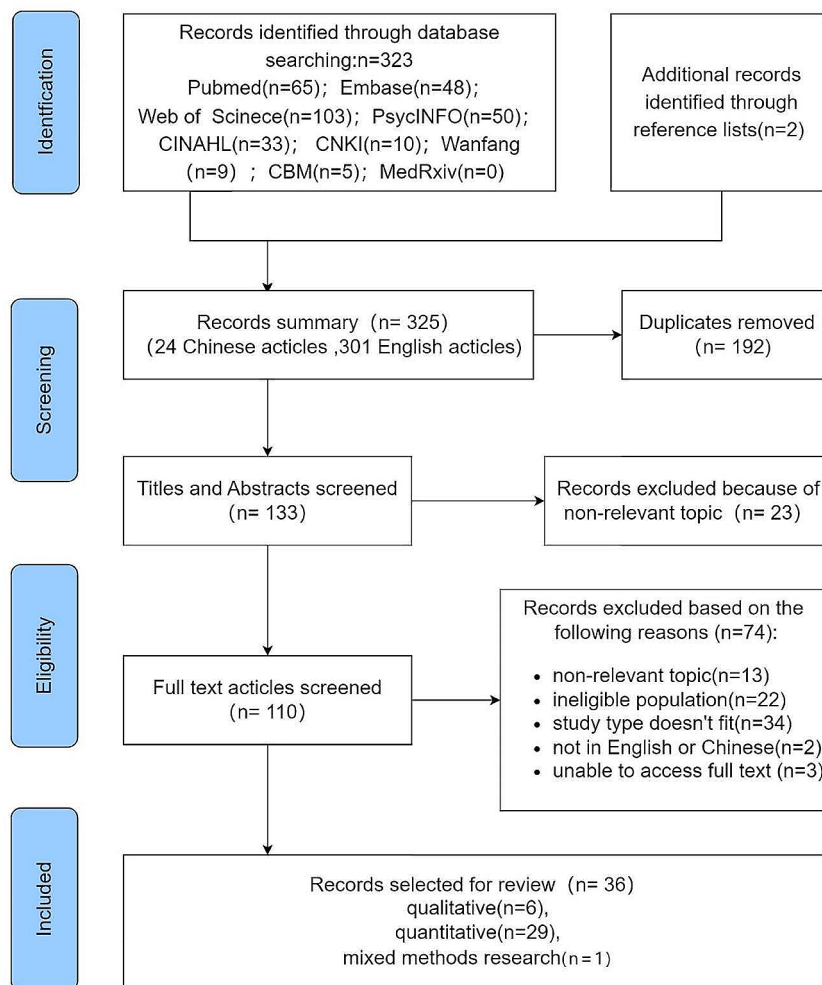 Identfication
Records identified through database
searching:n=323
Pubmed(n=65); Embase(n=48);
Web of Scinece(n=103); PsycINFO(n=50);
CINAHL(n=33); CNKI(n=10); Wanfang
(n=9) ; CBM(n=5); MedRxiv(n=0)
Additional records
identified through
reference lists(n=2)
Screening
Records summary (n= 325)
(24 Chinese acticles ,301 English acticles)
Duplicates removed
(n= 192)
Titles and Abstracts screened
(n= 133)
Records excluded because of
non-relevant topic (n= 23)
Eligibility
Full text acticles screened
(n= 110)
Records excluded based on the
following reasons (n=74):
• non-relevant topic(n=13)
• ineligible population(n=22)
• study type doesn't fit(n=34)
• not in English or Chinese(n=2)
• unable to access full text (n=3)
Included
Records selected for review (n= 36)
qualitative(n=6),
quantitative(n=29),
mixed methods research(n=1)